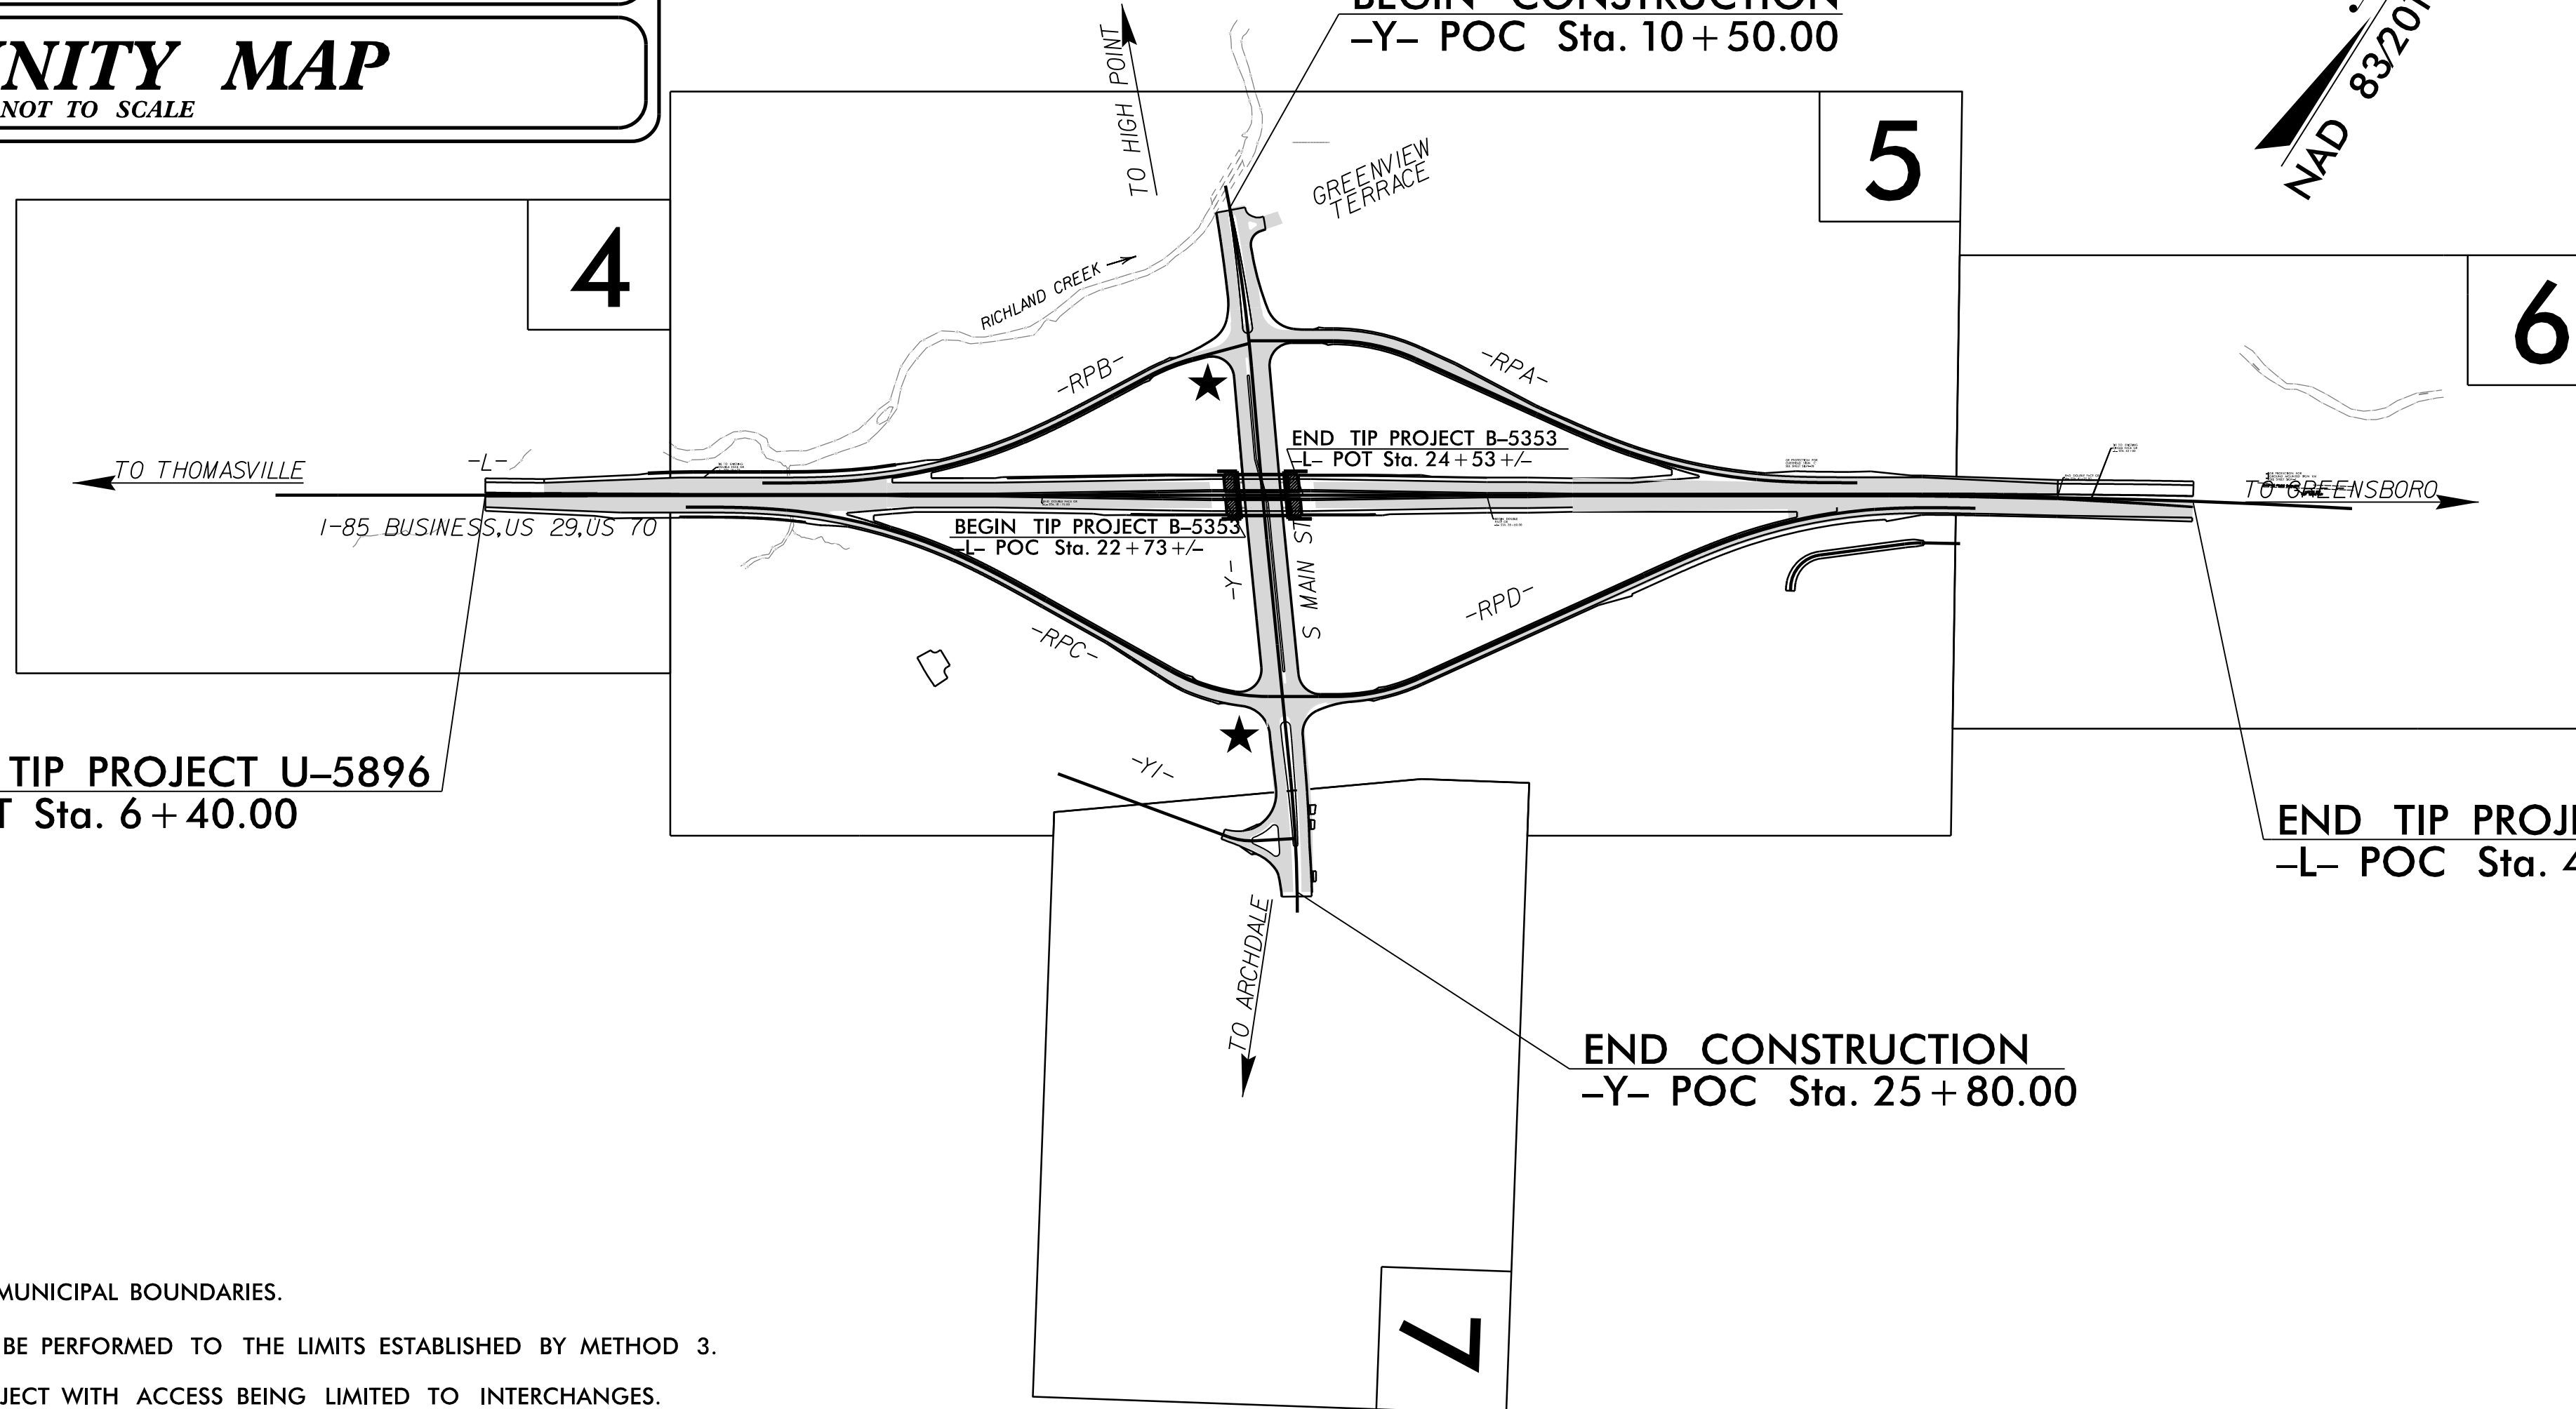 NITY MAP
NOT TO SCALE
BEGIN CONSTRUCTION
–Y– POC Sta. 10+50.00
TO HIGH POINT
NAD 83/201
GREENVIEW
TERRACE
4
5
6
RICHLAND CREEK
–RPB–
–RPA–
TO THOMASVILLE
–L–
END TIP PROJECT B–5353
–L– POT Sta. 24+53 +/–
TO GREENSBORO
I-85 BUSINESS, US 29, US 70
BEGIN TIP PROJECT B–5353
–L– POC Sta. 22+73 +/–
–Y–
S MAIN ST
–RPC–
–RPD–
–Y1–
TIP PROJECT U–5896
T Sta. 6+40.00
END TIP PROJE
–L– POC Sta. 4
TO ARCHDALE
END CONSTRUCTION
–Y– POC Sta. 25+80.00
7
MUNICIPAL BOUNDARIES.
BE PERFORMED TO THE LIMITS ESTABLISHED BY METHOD 3.
JECT WITH ACCESS BEING LIMITED TO INTERCHANGES.